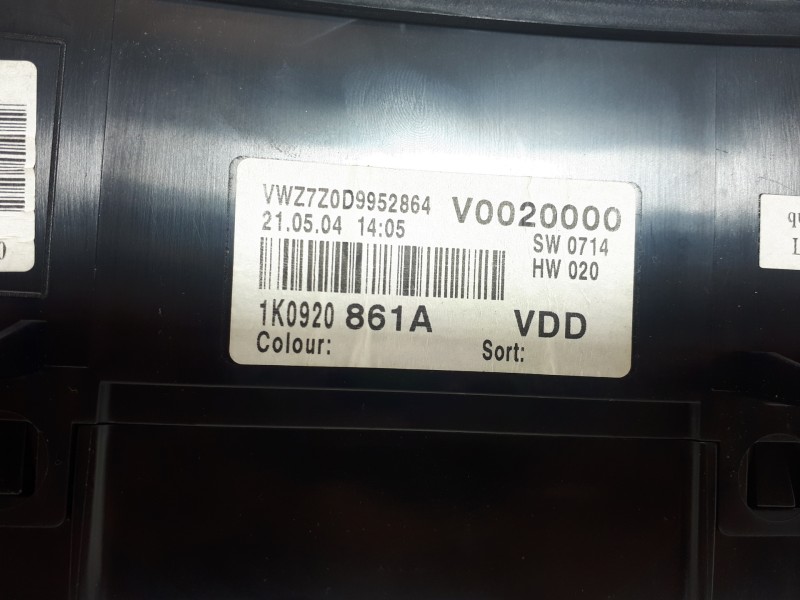 VWZ7Z0D9952864 V0020000
21.05.04 14:05 SW 0714
HW 020
1K0920 861A VDD
Colour: Sort: